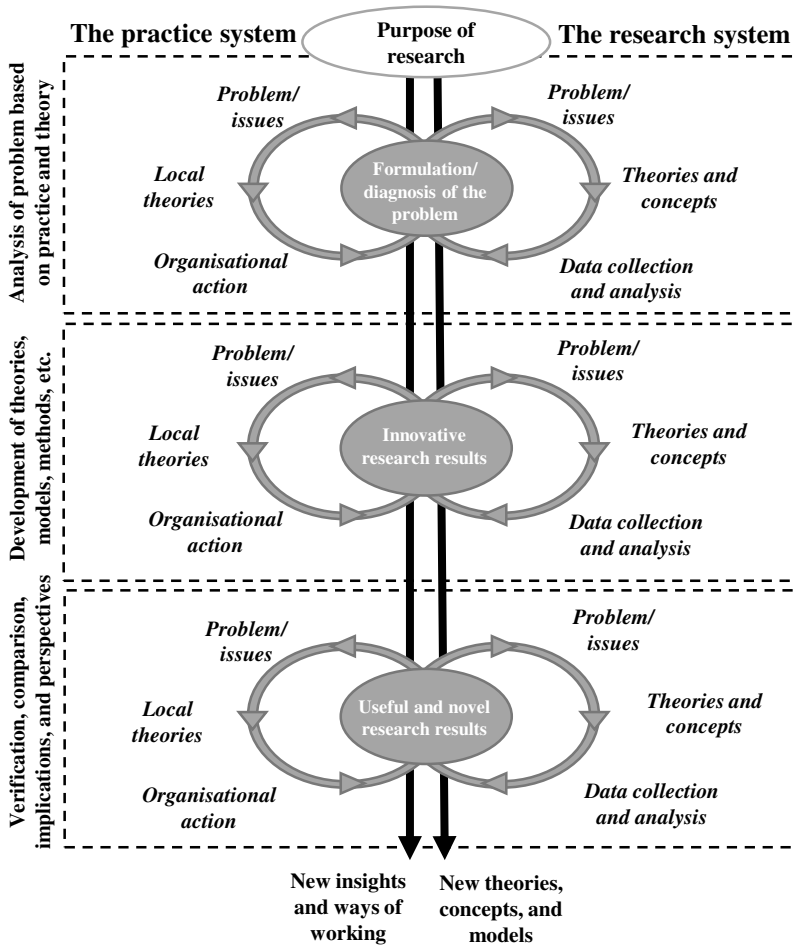 The practice system
Purpose of
research
The research system
Analysis of problem based
on practice and theory
Problem/
issues
Problem/
issues
Local
theories
Formulation/
diagnosis of the
problem
Theories and
concepts
Organisational
action
Data collection
and analysis
Development of theories,
models, methods, etc.
Problem/
issues
Problem/
issues
Local
theories
Innovative
research results
Theories and
concepts
Organisational
action
Data collection
and analysis
Verification, comparison,
implications, and perspectives
Problem/
issues
Problem/
issues
Local
theories
Useful and novel
research results
Theories and
concepts
Organisational
action
Data collection
and analysis
New insights
and ways of
working
New theories,
concepts, and
models